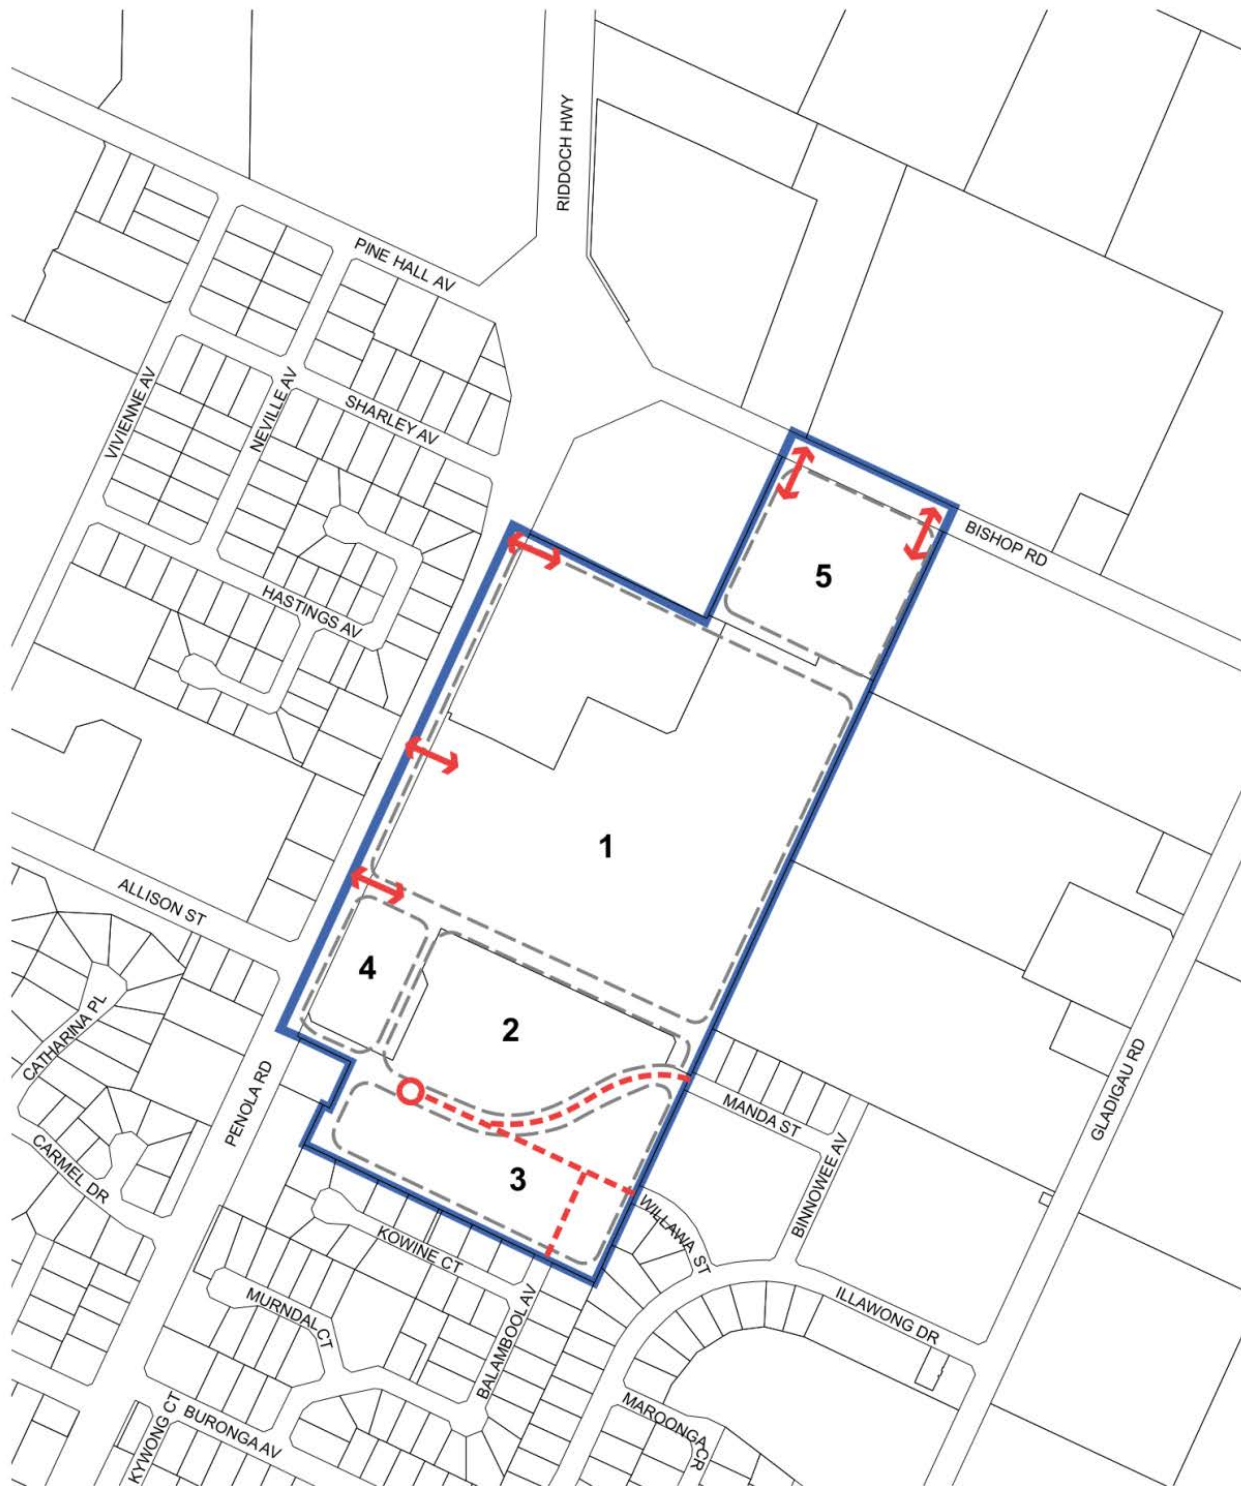 RIDDOCH HWY
PINE HALL AV
VIVIENNE AV
NEVILLE AV
SHARLEY AV
BISHOP RD
5
HASTINGS AV
1
ALLISON ST
4
2
CATHARINA PL
PENOLA RD
MANDA ST
GLADIGAU RD
CARMEL DR
3
BINNOWEE AV
WILLAWA ST
KOWINE CT
MURNDAL CT
ILLAWONG DR
BALAMBOOL AV
KYWONG CT
BURONGA AV
MAROONGA CR